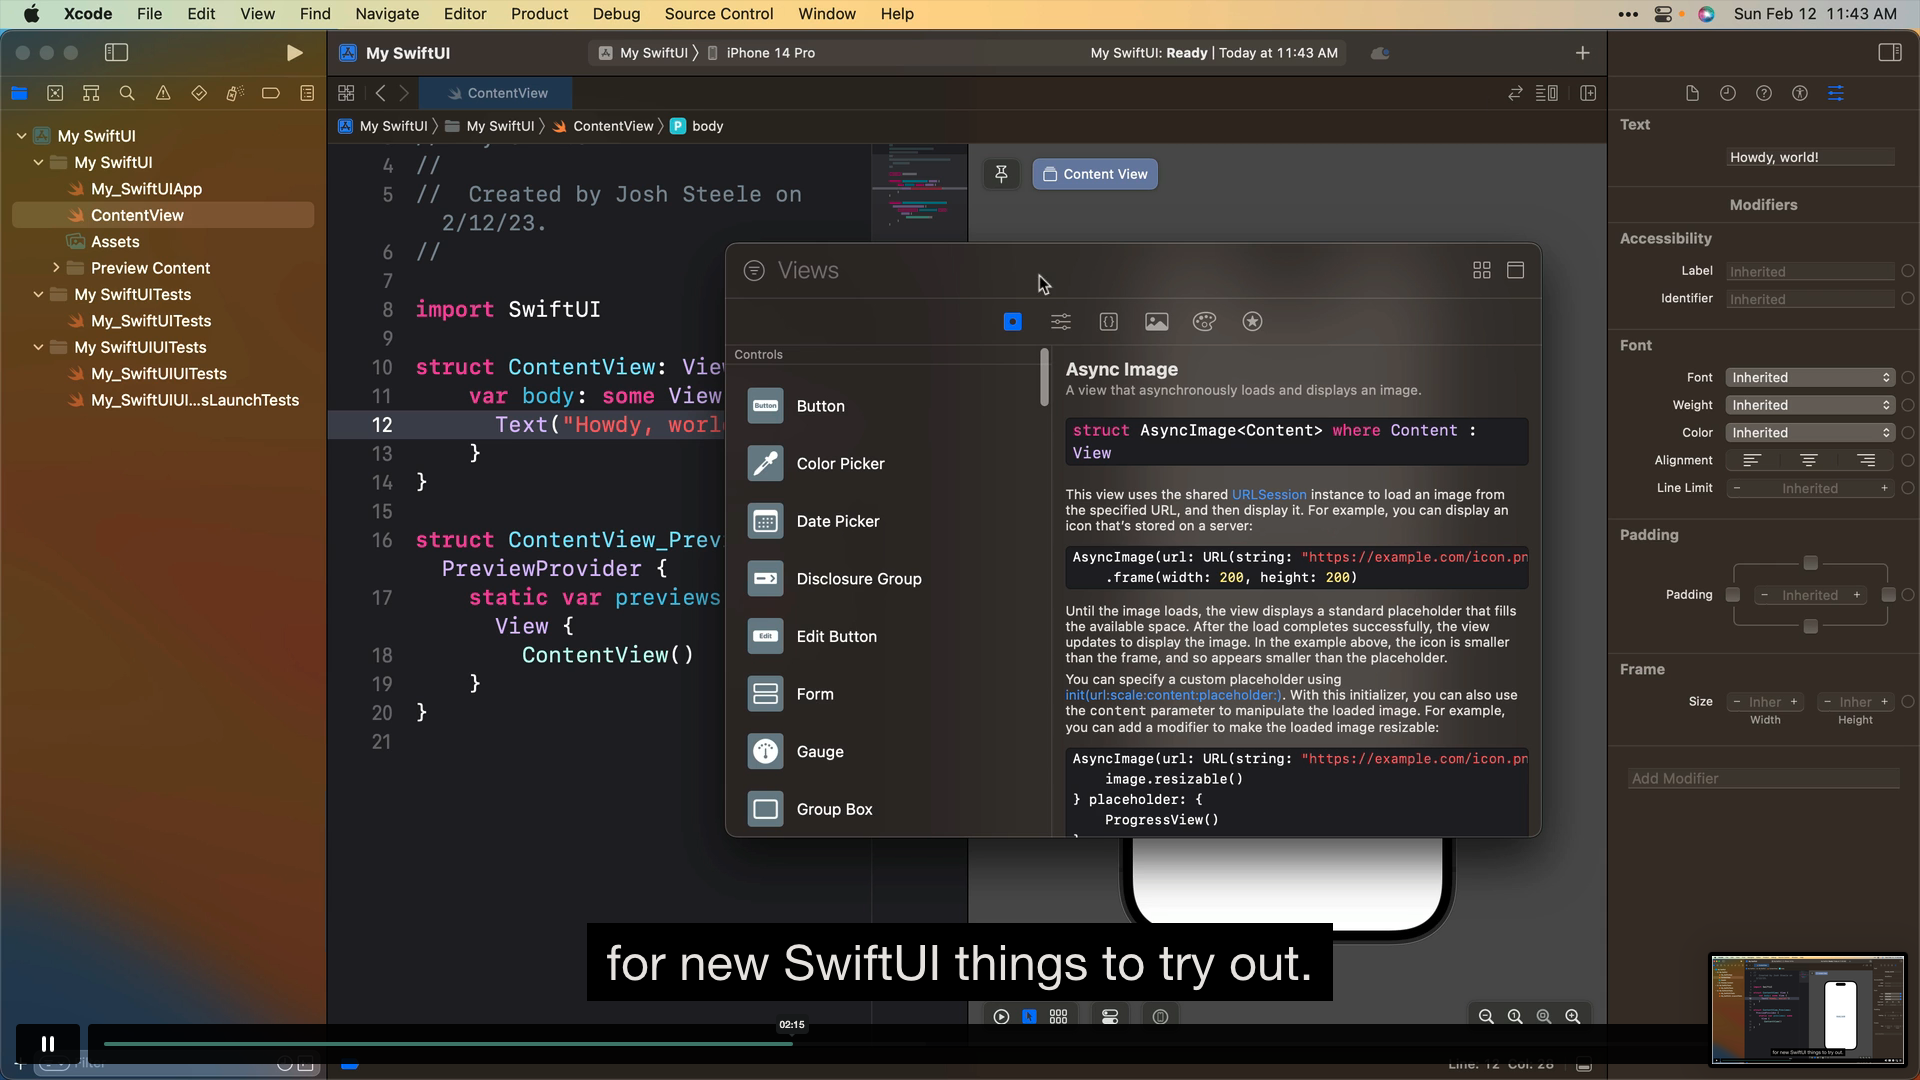 Xcode File Edit View Find Navigate Editor Product Debug Source Control Window Help
Sun Feb 12 11:43 AM
My SwiftUI
My SwiftUI iPhone 14 Pro
My SwiftUI: Ready | Today at 11:43 AM
ContentView
My SwiftUI My SwiftUI ContentView P body
My SwiftUI
My SwiftUI
My_SwiftUIApp
ContentView
Assets
Preview Content
My SwiftUITests
My_SwiftUITests
My SwiftUIUITests
My_SwiftUIUITests
My_SwiftUIUI...sLaunchTests
4 //
5 // Created by Josh Steele on
2/12/23.
6 //
7
8 import SwiftUI
9
10 struct ContentView: View
11 var body: some View
12 Text("Howdy, worl
13 }
14 }
15
16 struct ContentView_Prev
PreviewProvider {
17 static var previews
View {
18 ContentView()
19 }
20 }
21
Content View
Views
Controls
Button
Button
Color Picker
Date Picker
Disclosure Group
Edit
Edit Button
Form
Gauge
Group Box
Async Image
A view that asynchronously loads and displays an image.
struct AsyncImage<Content> where Content :
View
This view uses the shared URLSession instance to load an image from
the specified URL, and then display it. For example, you can display an
icon that's stored on a server:
AsyncImage(url: URL(string: "https://example.com/icon.pn
.frame(width: 200, height: 200)
Until the image loads, the view displays a standard placeholder that fills
the available space. After the load completes successfully, the view
updates to display the image. In the example above, the icon is smaller
than the frame, and so appears smaller than the placeholder.
You can specify a custom placeholder using
init(url:scale:content:placeholder:). With this initializer, you can also use
the content parameter to manipulate the loaded image. For example,
you can add a modifier to make the loaded image resizable:
AsyncImage(url: URL(string: "https://example.com/icon.pn
image.resizable()
} placeholder: {
ProgressView()
Text
Howdy, world!
Modifiers
Accessibility
Label Inherited
Identifier Inherited
Font
Font Inherited
Weight Inherited
Color Inherited
Alignment
Line Limit − Inherited +
Padding
Padding − Inherited +
Frame
Size − Inher + − Inher +
Width Height
Add Modifier
for new SwiftUI things to try out.
02:15
Filter
Line: 12 Col: 28
for new SwiftUI things to try out.